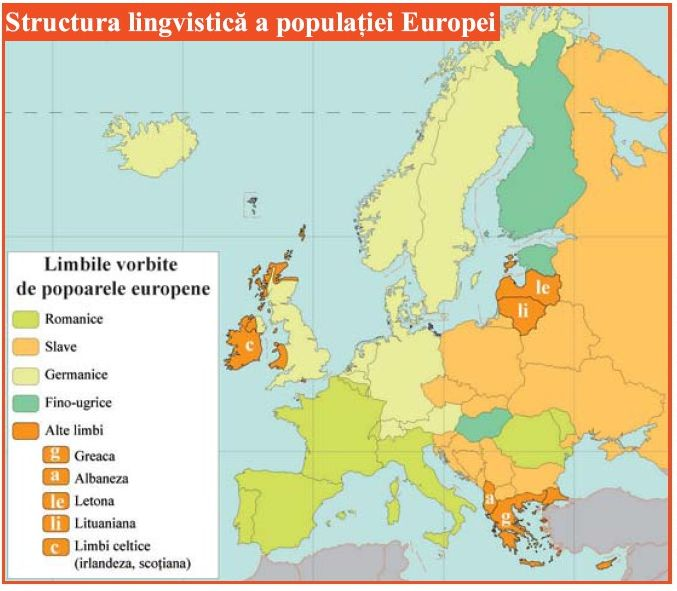 Structura lingvistică a populației Europei
Limbile vorbite
de popoarele europene
Romanice
Slave
Germanice
Fino-ugrice
Alte limbi
g Greaca
a Albaneza
le Letona
li Lituaniana
c Limbi celtice
(irlandeza, scoțiana)
le
li
c
a
g